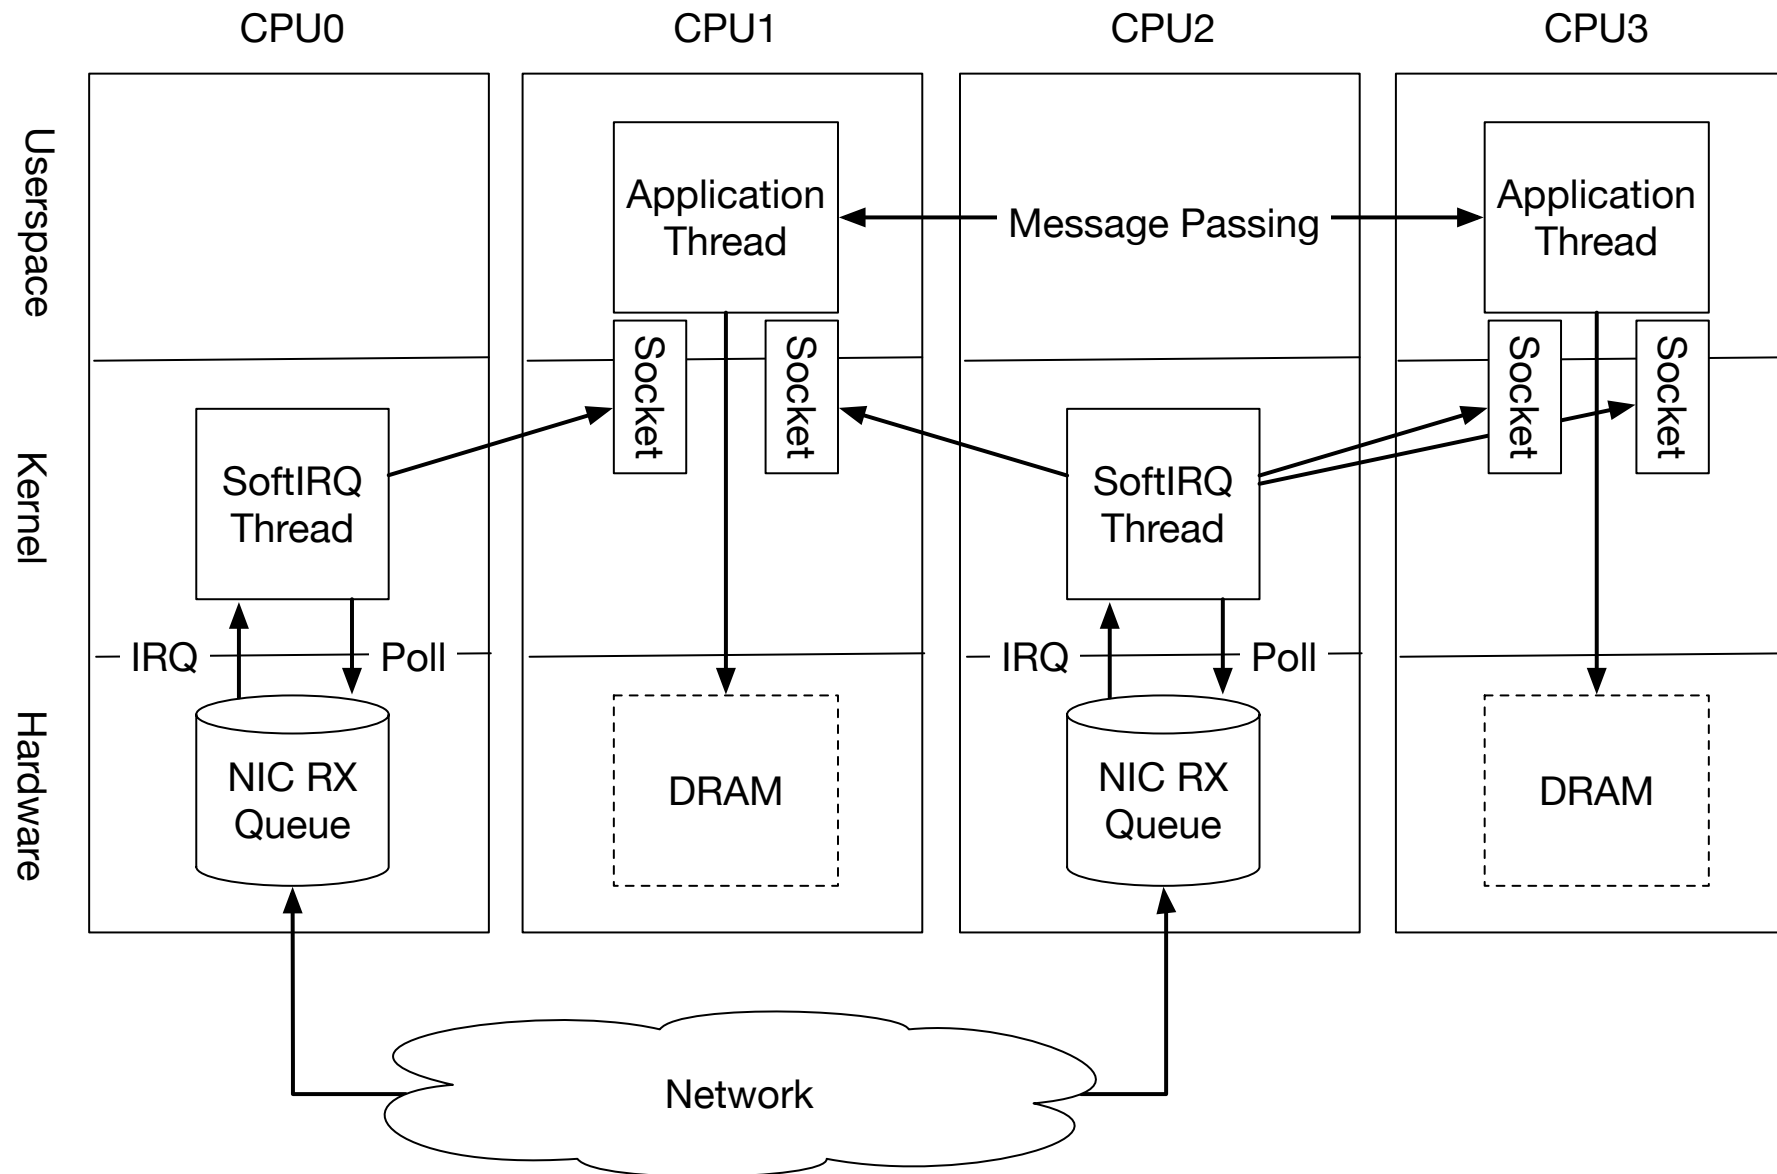 CPU0
CPU1
CPU2
CPU3
Userspace
Application
Thread
Message Passing
Application
Thread
Socket
Socket
Socket
Socket
Kernel
SoftIRQ
Thread
SoftIRQ
Thread
IRQ
Poll
IRQ
Poll
Hardware
NIC RX
Queue
DRAM
NIC RX
Queue
DRAM
Network